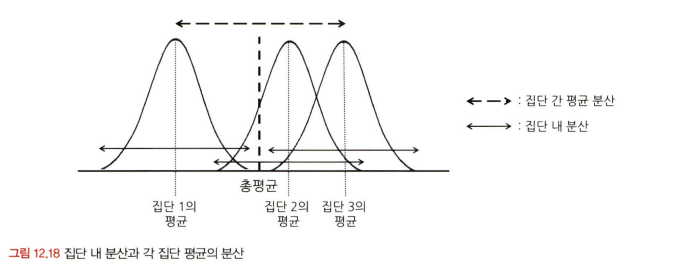 : 집단 간 평균 분산
: 집단 내 분산
총평균
집단 1의
평균
집단 2의
평균
집단 3의
평균
그림 12.18 집단 내 분산과 각 집단 평균의 분산